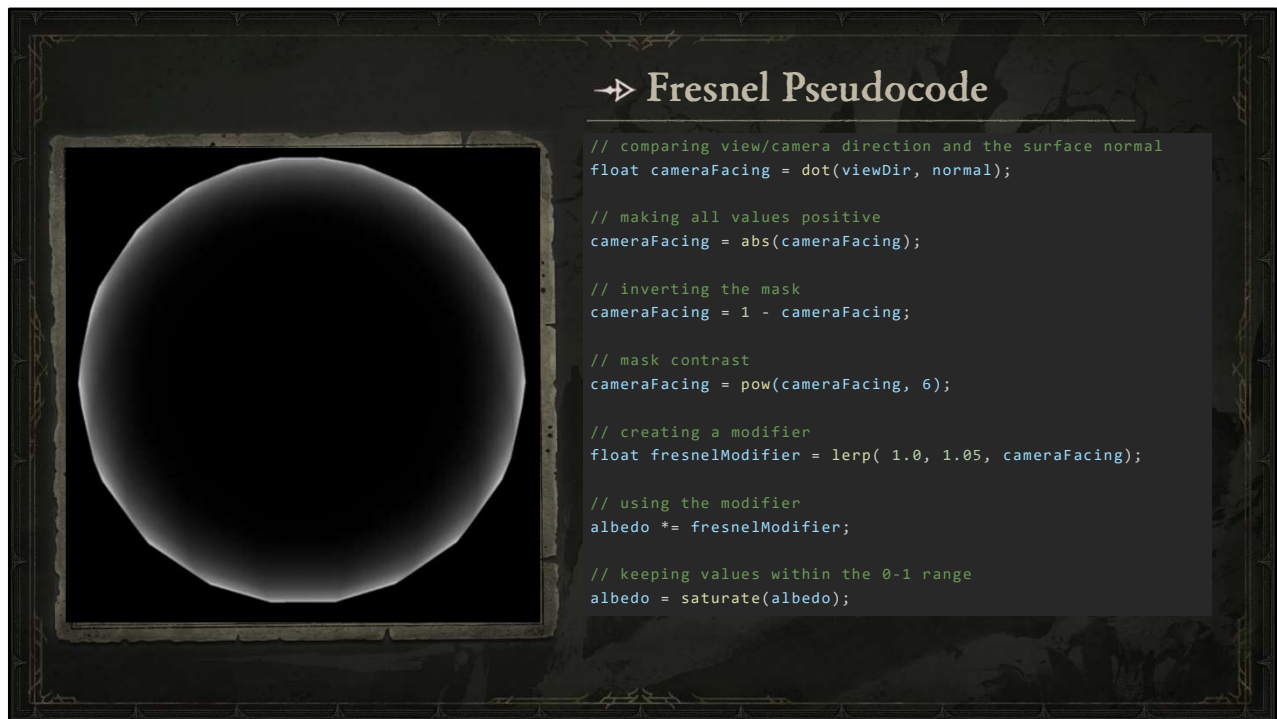 Fresnel Pseudocode
// comparing view/camera direction and the surface normal
float cameraFacing = dot(viewDir, normal);
// making all values positive
cameraFacing = abs(cameraFacing);
// inverting the mask
cameraFacing = 1 - cameraFacing;
// mask contrast
cameraFacing = pow(cameraFacing, 6);
// creating a modifier
float fresnelModifier = lerp( 1.0, 1.05, cameraFacing);
// using the modifier
albedo *= fresnelModifier;
// keeping values within the 0-1 range
albedo = saturate(albedo);